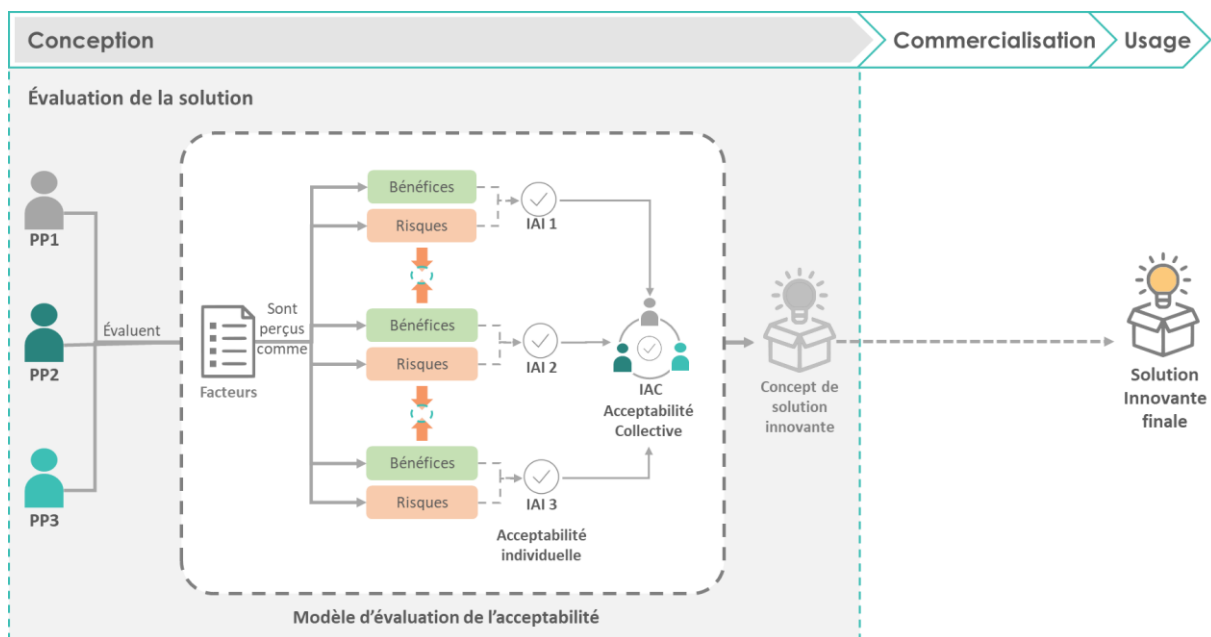 Conception
Commercialisation
Usage
Évaluation de la solution
PP1
PP2
PP3
Évaluent
Facteurs
Sont
perçus
comme
Bénéfices
Risques
IAI 1
Bénéfices
Risques
IAI 2
Bénéfices
Risques
IAI 3
Acceptabilité
individuelle
IAC
Acceptabilité
Collective
Concept de
solution
innovante
Solution
Innovante
finale
Modèle d'évaluation de l'acceptabilité